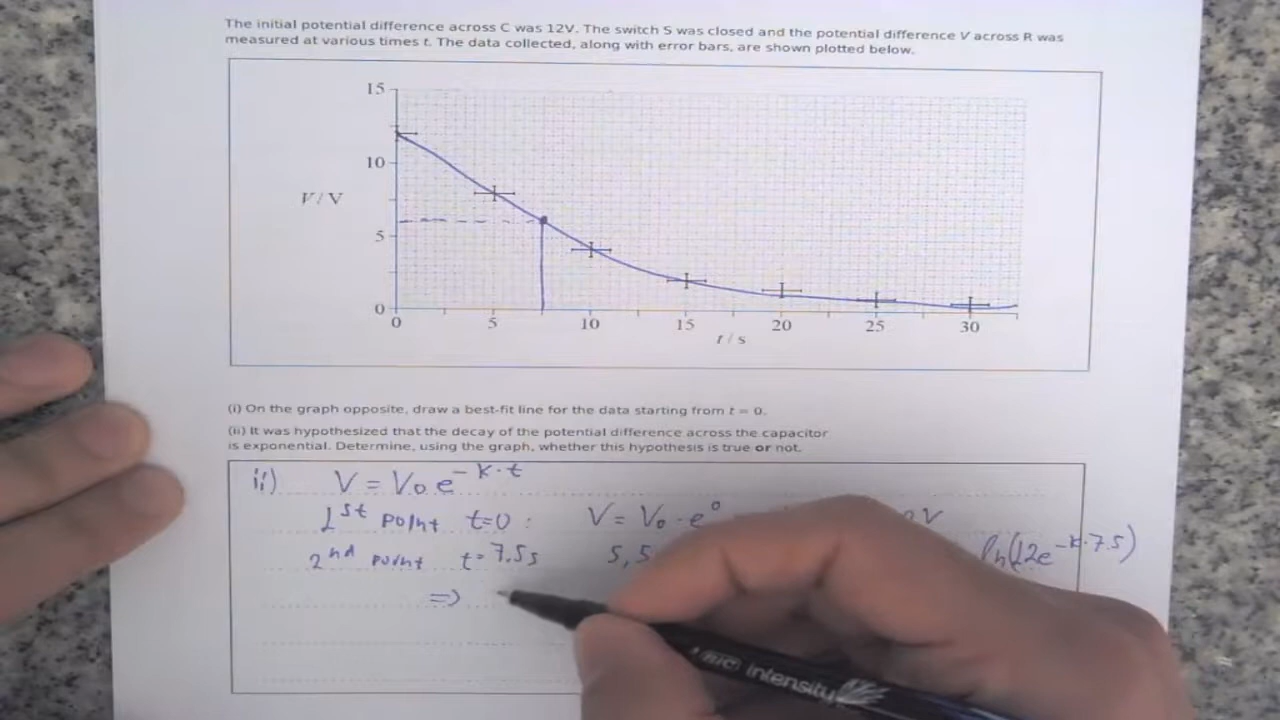 The initial potential difference across C was 12V. The switch S was closed and the potential difference V across R was
measured at various times t. The data collected, along with error bars, are shown plotted below.
15
10
V / V
5
0
0 5 10 15 20 25 30
t / s
(i) On the graph opposite, draw a best-fit line for the data starting from t = 0.
(ii) It was hypothesized that the decay of the potential difference across the capacitor
is exponential. Determine, using the graph, whether this hypothesis is true or not.
ii) V = V₀ e^{-k·t}
1st point t=0 : V = V₀ · e⁰ 2V
2nd point t= 7.5s 5,5 ln(12e^{-k·7.5})
=>
BIC intensity